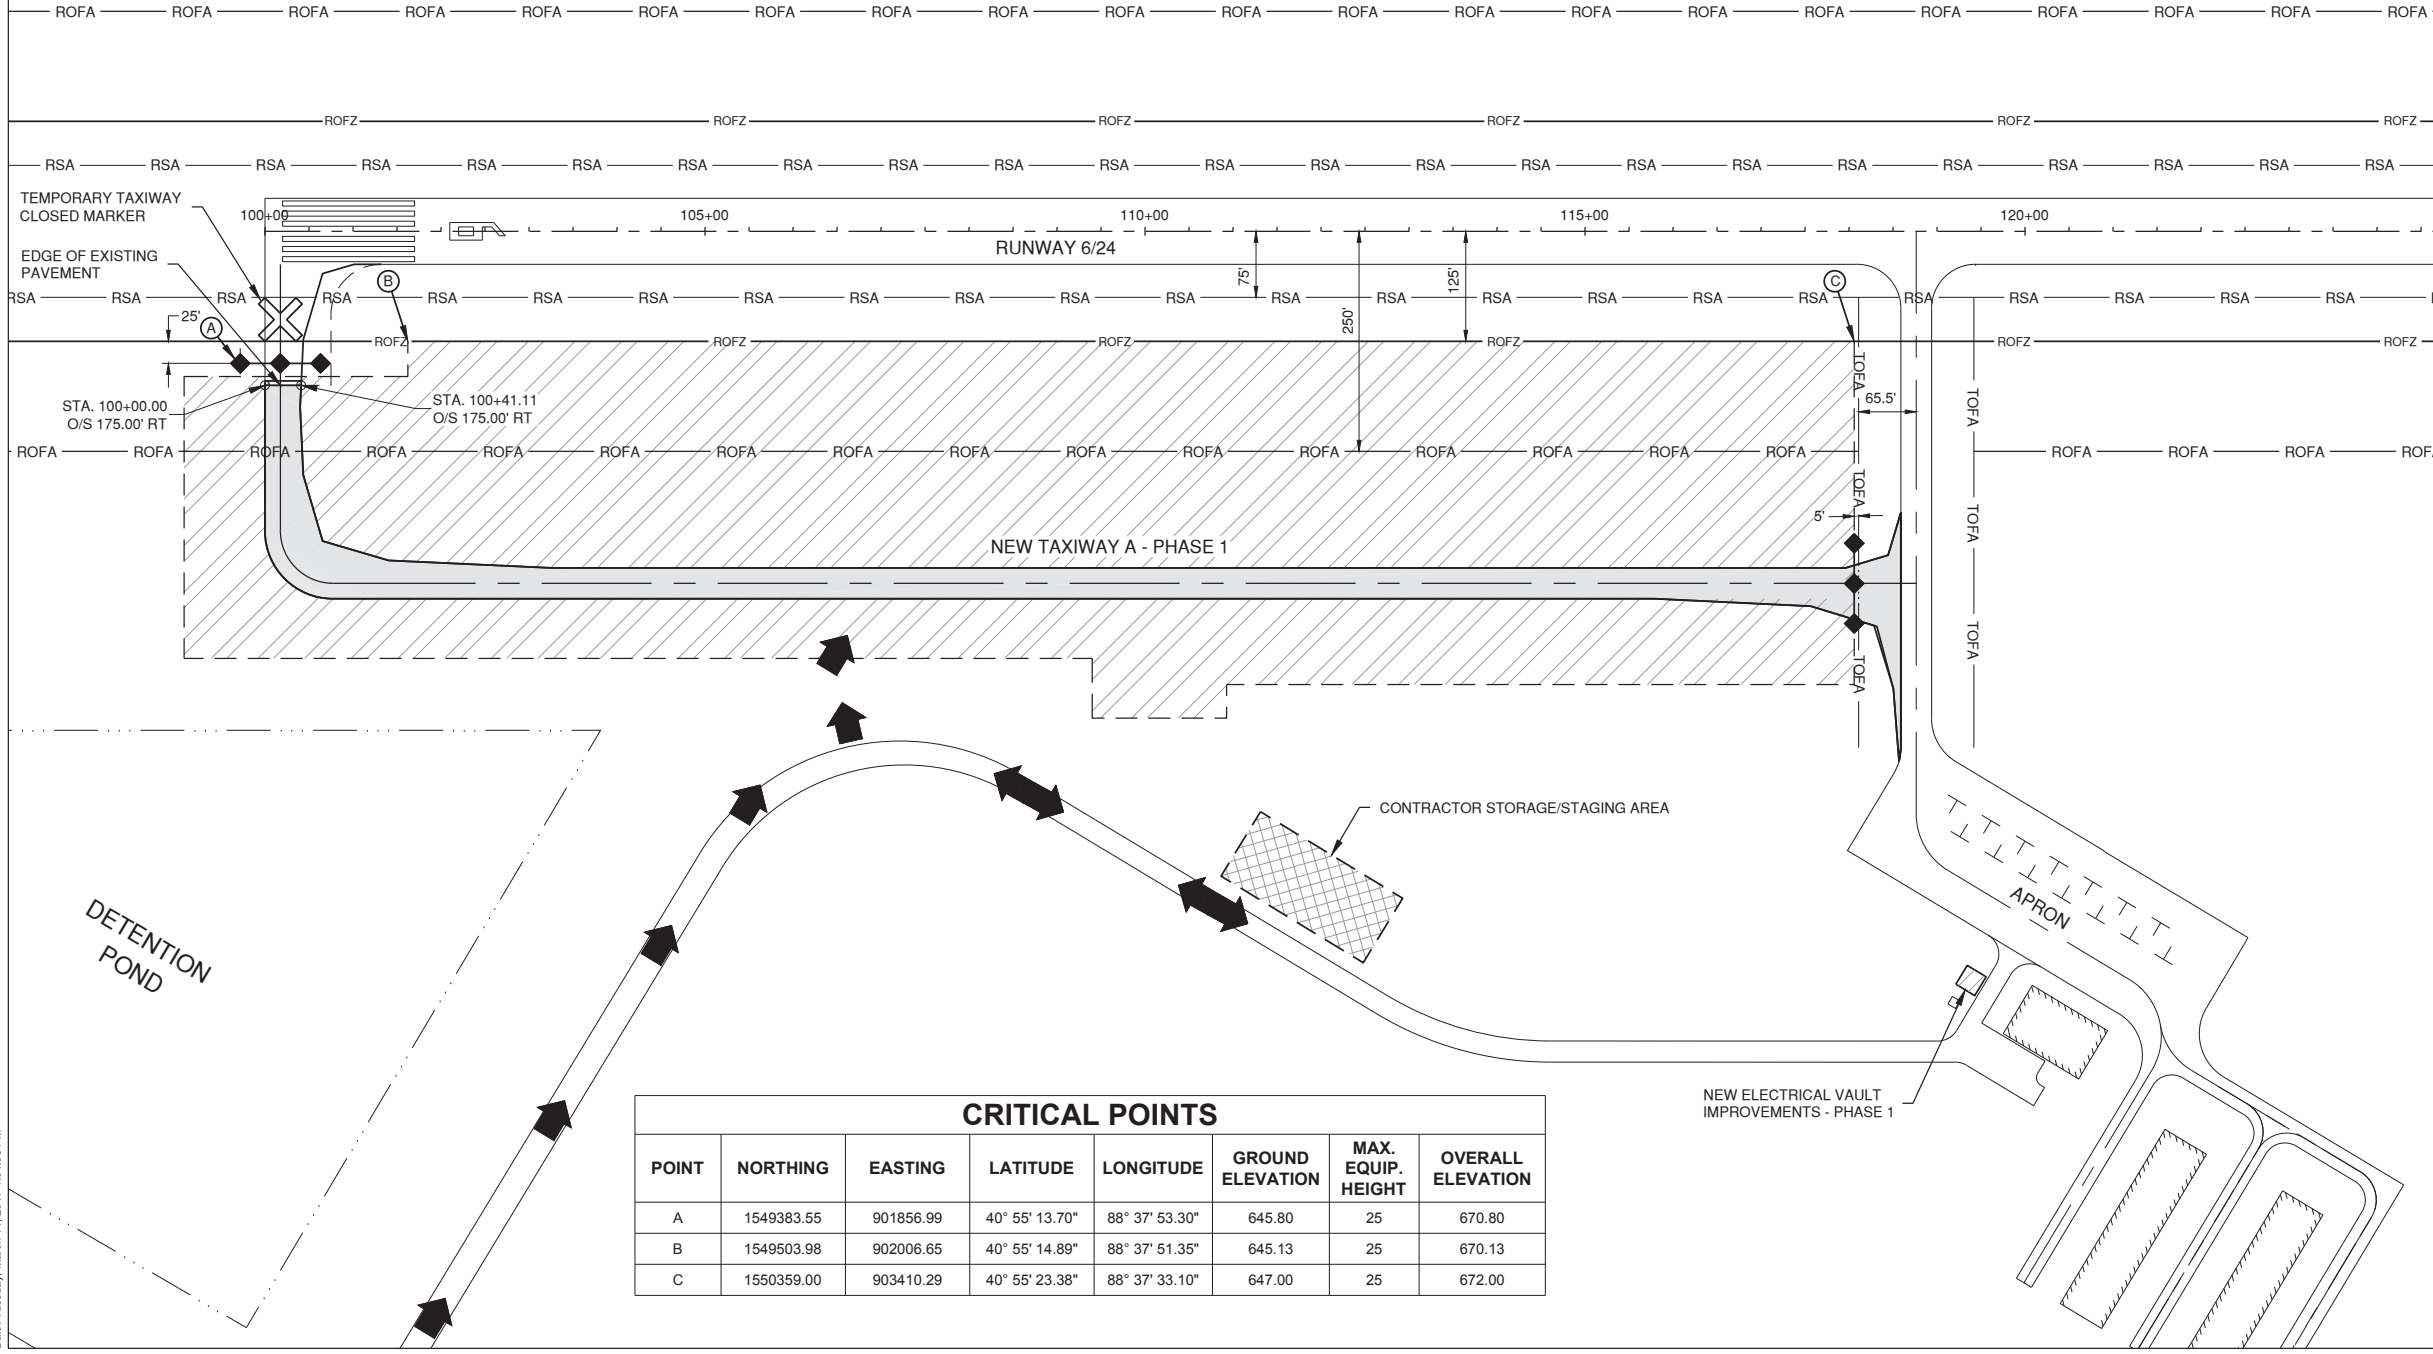 ROFA ROFA ROFA ROFA ROFA ROFA ROFA ROFA ROFA ROFA ROFA ROFA ROFA ROFA ROFA ROFA ROFA ROFA ROFA ROFA ROFA
ROFZ ROFZ ROFZ ROFZ ROFZ ROFZ
RSA RSA RSA RSA RSA RSA RSA RSA RSA RSA RSA RSA RSA RSA RSA RSA RSA RSA RSA RSA RSA RSA RSA
TEMPORARY TAXIWAY
CLOSED MARKER
100+00 105+00 110+00 115+00 120+00
EDGE OF EXISTING
PAVEMENT
RUNWAY 6/24
75'
125'
250'
B
C
RSA RSA RSA RSA RSA RSA RSA RSA RSA RSA RSA RSA RSA RSA RSA RSA RSA RSA RSA RSA RSA RSA RSA
25'
A
ROFZ ROFZ ROFZ ROFZ ROFZ ROFZ
STA. 100+00.00
O/S 175.00' RT
STA. 100+41.11
O/S 175.00' RT
TOFA
65.5'
TOFA
ROFA ROFA ROFA ROFA ROFA ROFA ROFA ROFA ROFA ROFA ROFA ROFA ROFA ROFA ROFA ROFA ROFA ROFA ROFA
TOFA
TOFA
5'
NEW TAXIWAY A - PHASE 1
TOFA
TOFA
CONTRACTOR STORAGE/STAGING AREA
DETENTION
POND
APRON
NEW ELECTRICAL VAULT
IMPROVEMENTS - PHASE 1
CRITICAL POINTS
POINT NORTHING EASTING LATITUDE LONGITUDE GROUND ELEVATION MAX. EQUIP. HEIGHT OVERALL ELEVATION
A 1549383.55 901856.99 40° 55' 13.70" 88° 37' 53.30" 645.80 25 670.80
B 1549503.98 902006.65 40° 55' 14.89" 88° 37' 51.35" 645.13 25 670.13
C 1550359.00 903410.29 40° 55' 23.38" 88° 37' 33.10" 647.00 25 672.00